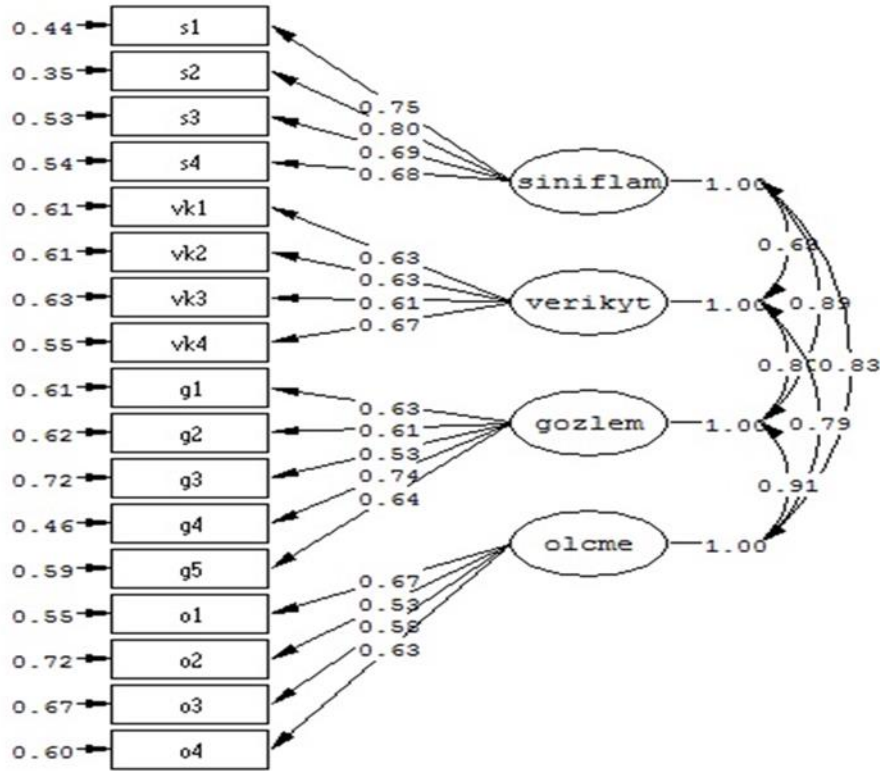 0.44 s1
0.35 s2
0.53 s3
0.54 s4
0.61 vk1
0.61 vk2
0.63 vk3
0.55 vk4
0.61 g1
0.62 g2
0.72 g3
0.46 g4
0.59 g5
0.55 o1
0.72 o2
0.67 o3
0.60 o4
0.75
0.80
0.69
0.68
0.63
0.63
0.61
0.67
0.63
0.61
0.53
0.74
0.64
0.67
0.53
0.58
0.63
siniflam 1.00
verikyt 1.00
gozlem 1.00
olcme 1.00
0.89
0.83
0.79
0.91